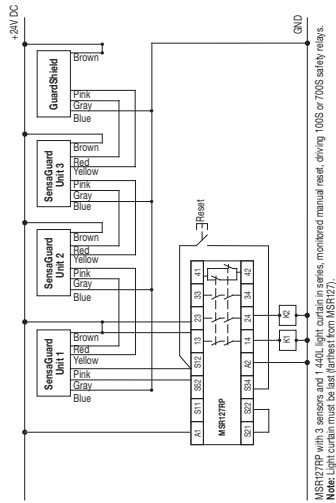 +24V DC
GND
SensaGuard
Unit 1
Brown
Red
Yellow
Pink
Gray
Blue
SensaGuard
Unit 2
Brown
Red
Yellow
Pink
Gray
Blue
SensaGuard
Unit 3
Brown
Red
Yellow
Pink
Gray
Blue
GuardShield
Brown
Pink
Gray
Blue
Reset
A1 S11 S52 S12 13 23 33 41
MSR127RP
S21 S22 S34 A2 14 24 34 42
K1
K2
MSR127RP with 3 sensors and 1 440L light curtain in series, monitored manual reset, driving 100S or 700S safety relays.
Note: Light curtain must be last (farthest from MSR127).